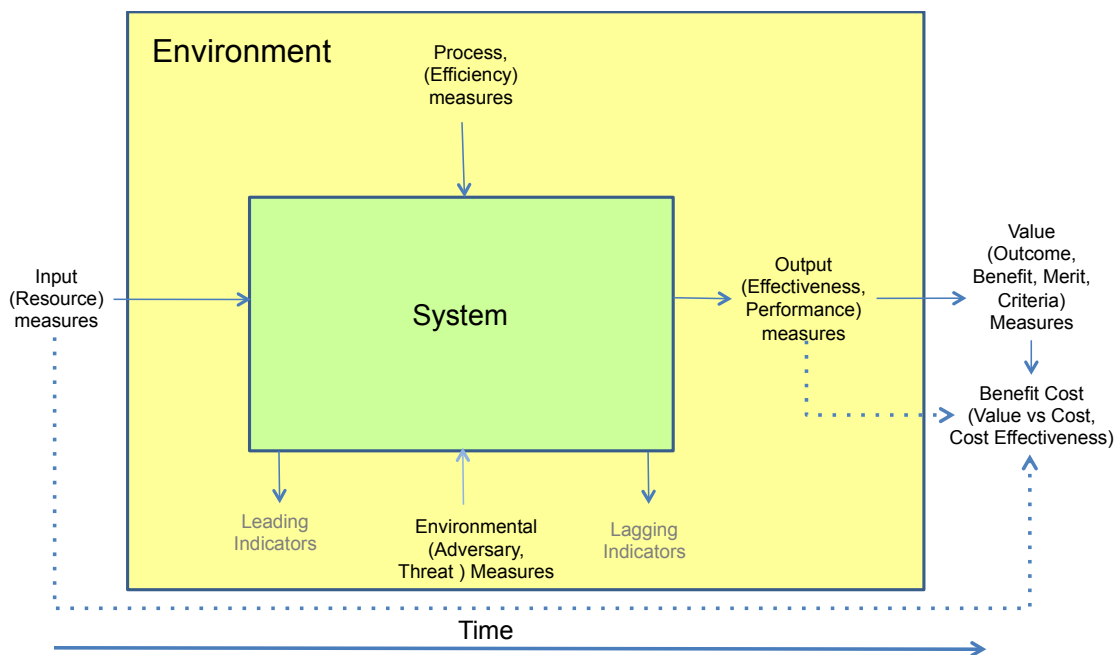 Environment
Process,
(Efficiency)
measures
Input
(Resource)
measures
System
Output
(Effectiveness,
Performance)
measures
Value
(Outcome,
Benefit, Merit,
Criteria)
Measures
Benefit Cost
(Value vs Cost,
Cost Effectiveness)
Leading
Indicators
Environmental
(Adversary,
Threat ) Measures
Lagging
Indicators
Time